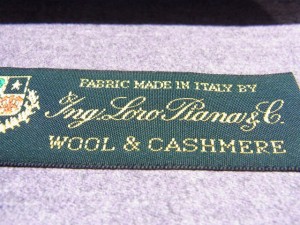 FABRIC MADE IN ITALY BY
Ing. Loro Piana & C.
WOOL & CASHMERE